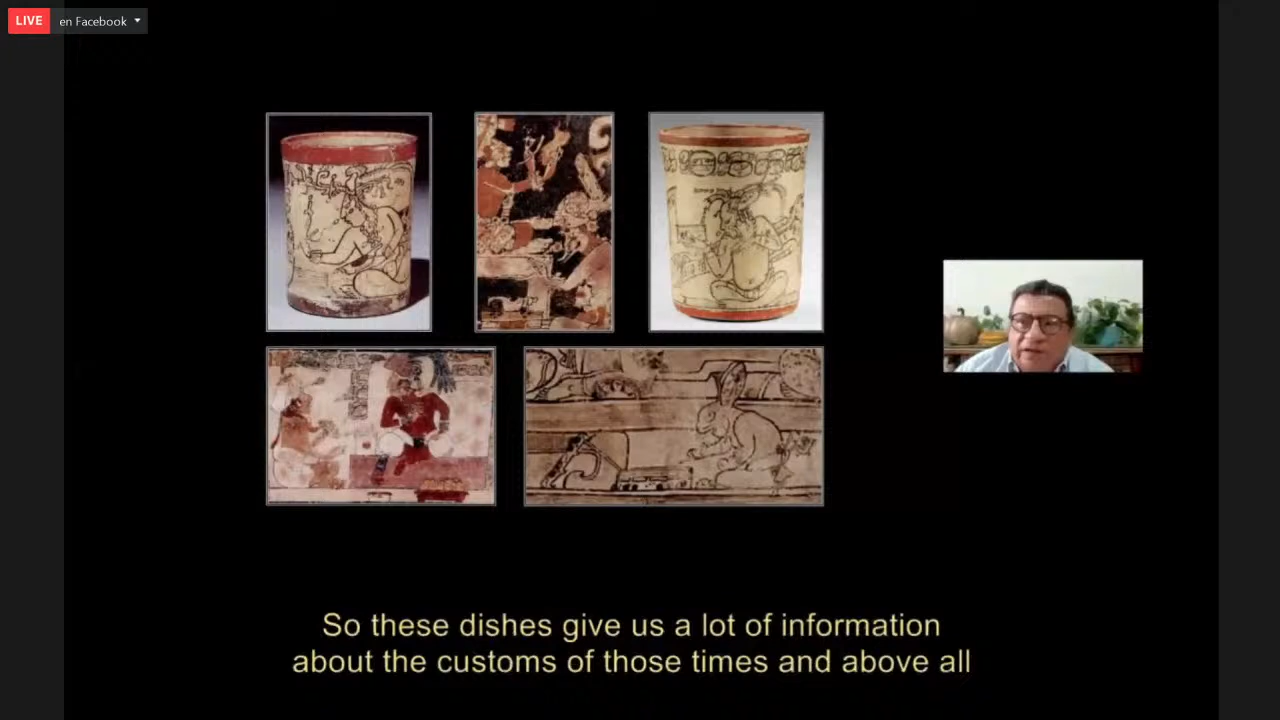 LIVE en Facebook
So these dishes give us a lot of information
about the customs of those times and above all